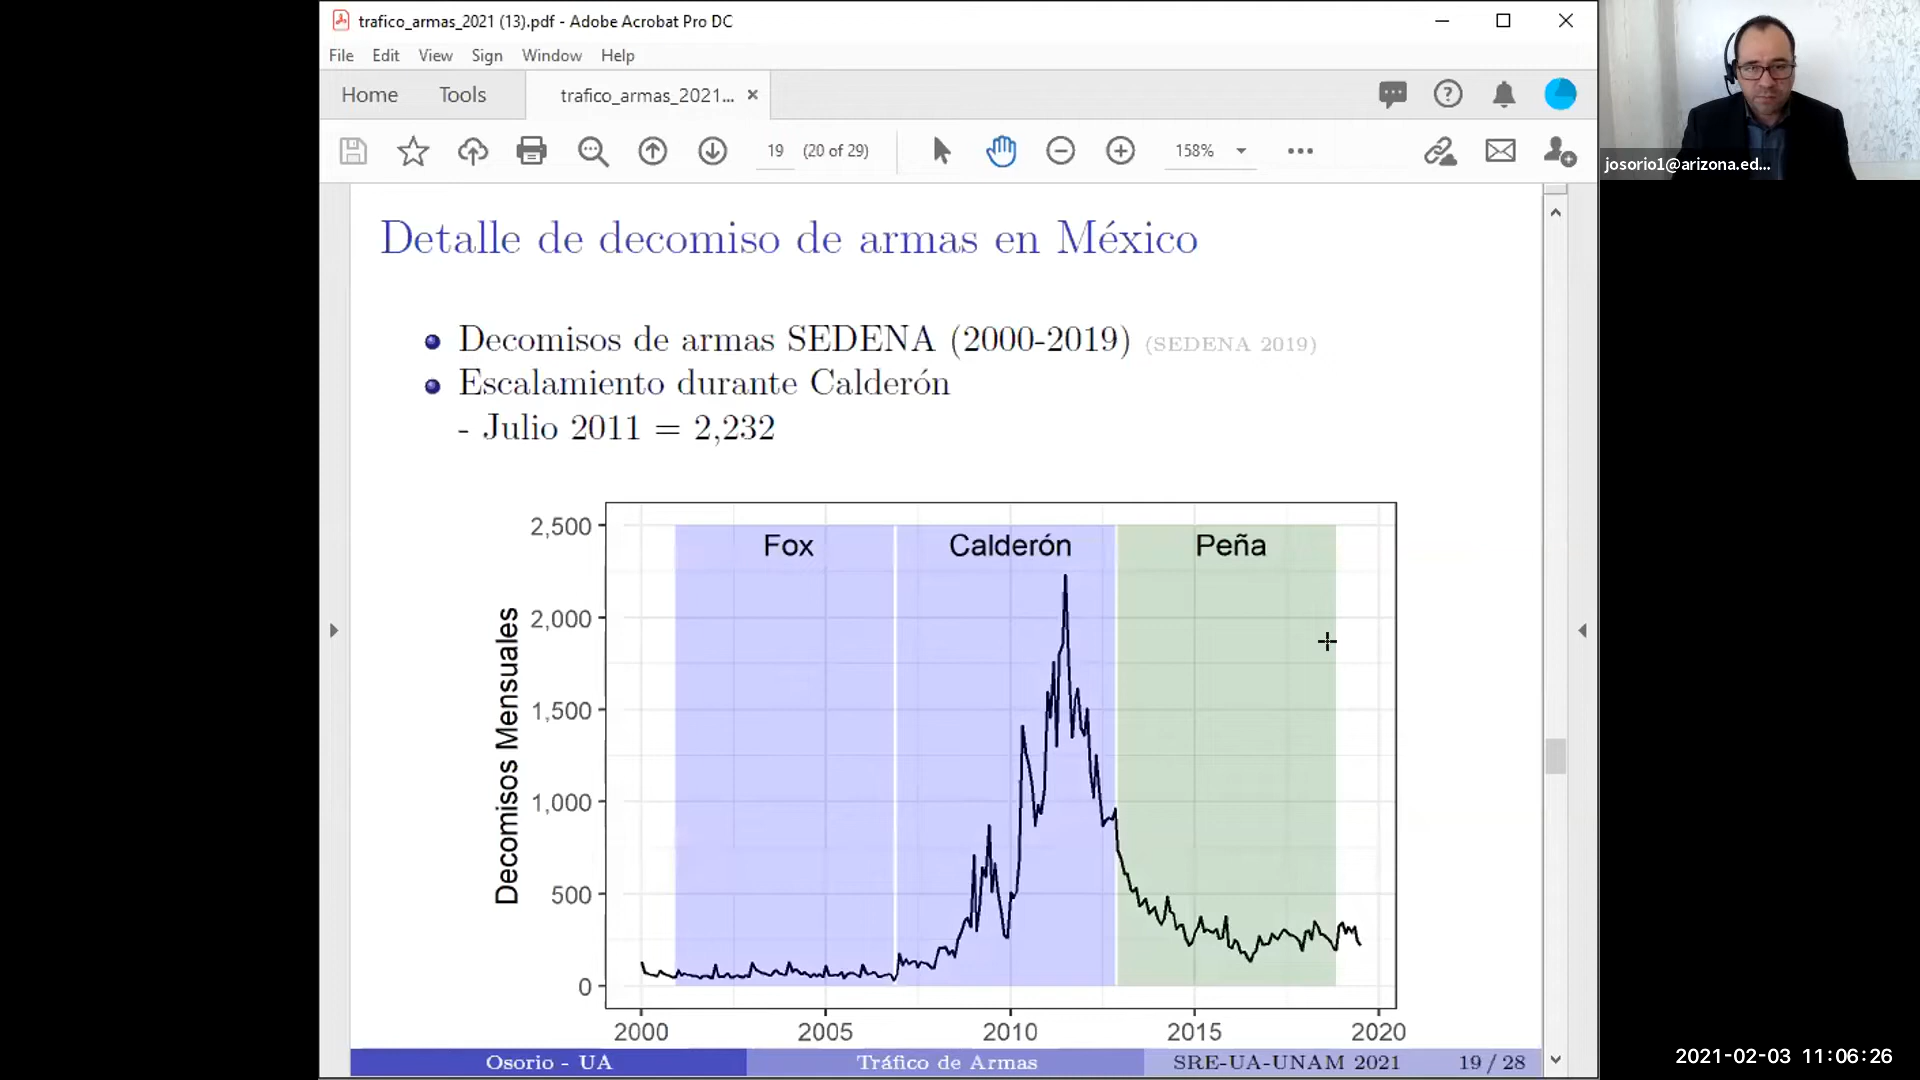 trafico_armas_2021 (13).pdf - Adobe Acrobat Pro DC
File Edit View Sign Window Help
Home Tools trafico_armas_2021... ×
19 (20 of 29) 158%
josorio1@arizona.ed...
Detalle de decomiso de armas en México
Decomisos de armas SEDENA (2000-2019) (SEDENA 2019)
Escalamiento durante Calderón
- Julio 2011 = 2,232
Fox Calderón Peña
Decomisos Mensuales
2,500
2,000
1,500
1,000
500
0
2000 2005 2010 2015 2020
Osorio - UA Tráfico de Armas SRE-UA-UNAM 2021 19 / 28
2021-02-03 11:06:26